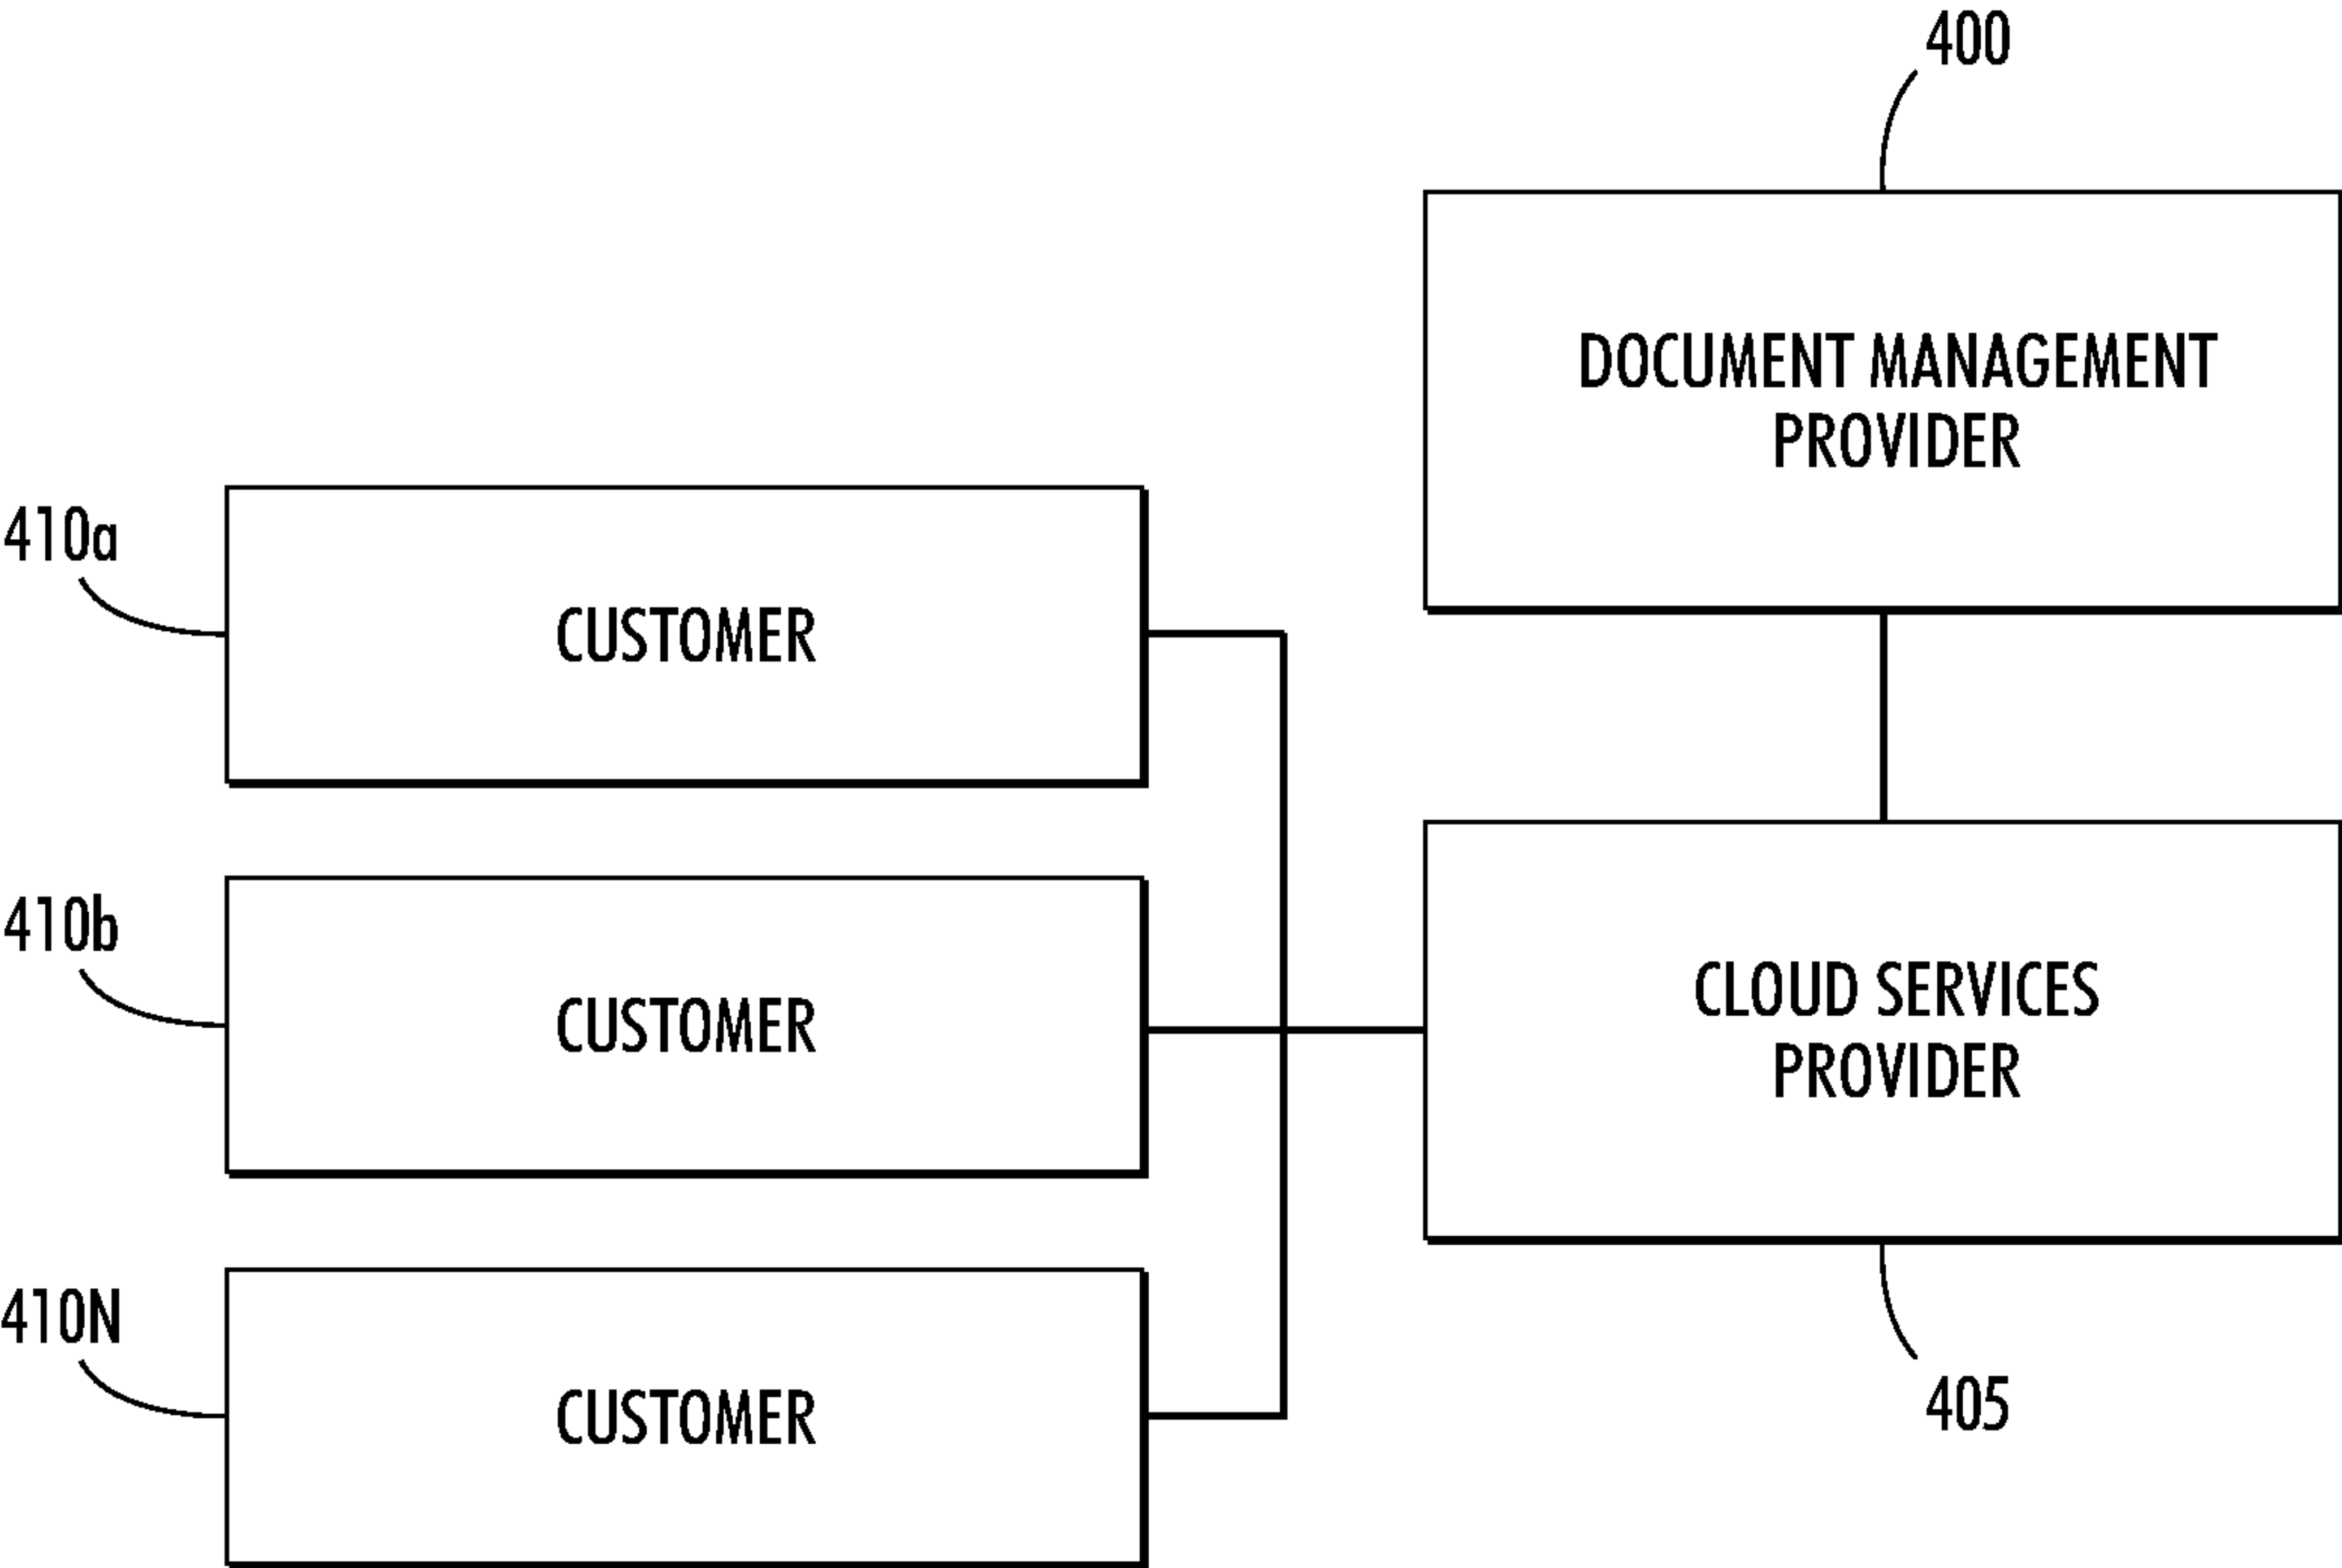 400
DOCUMENT MANAGEMENT
PROVIDER
410a
CUSTOMER
410b
CUSTOMER
CLOUD SERVICES
PROVIDER
410N
CUSTOMER
405